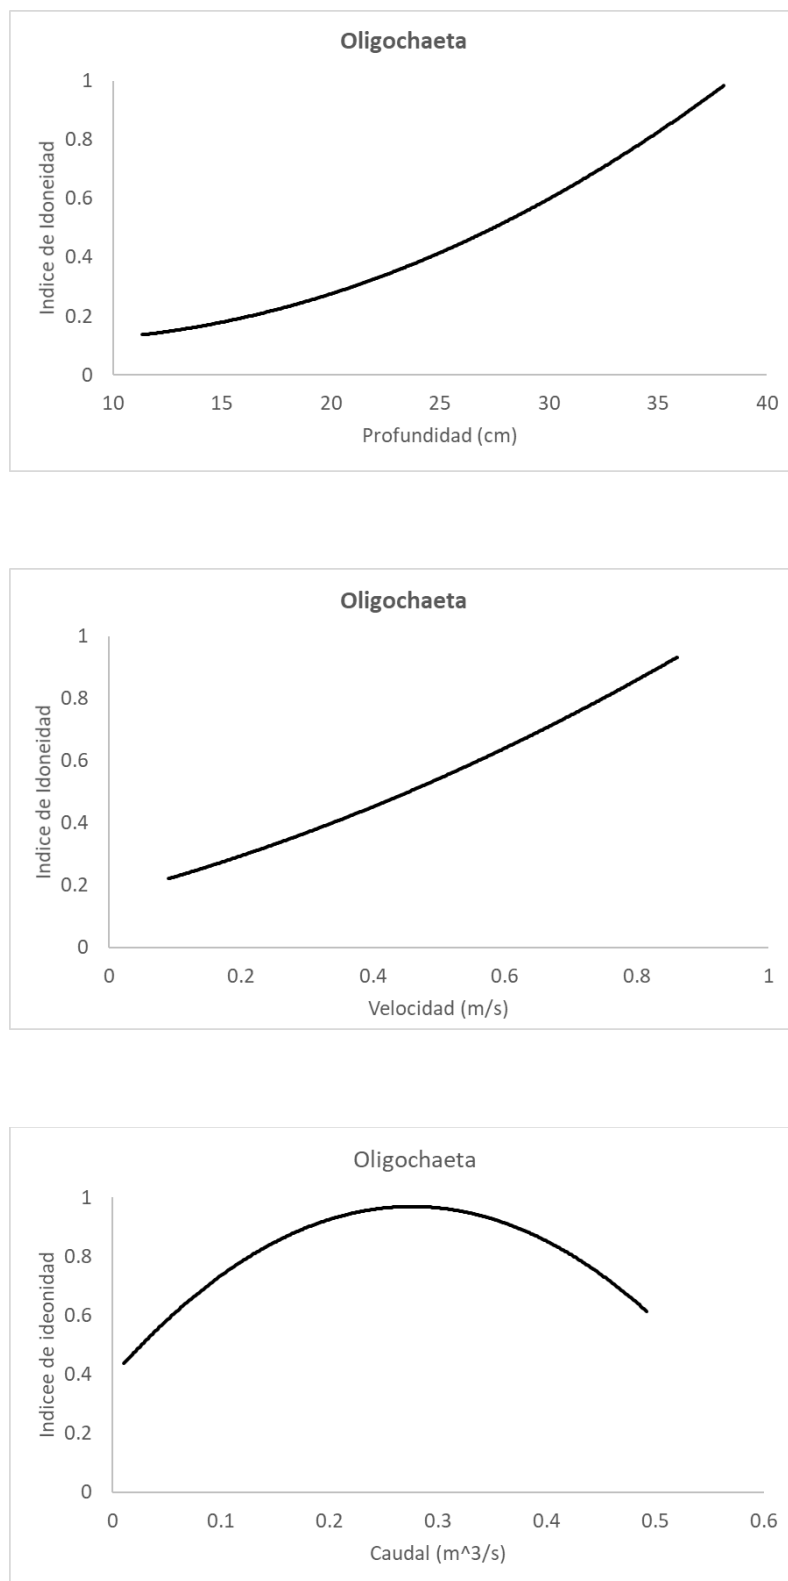 Oligochaeta
1
0.8
0.6
0.4
0.2
0
Indice de Idoneidad
10 15 20 25 30 35 40
Profundidad (cm)
Oligochaeta
1
0.8
0.6
0.4
0.2
0
Indice de Idoneidad
0 0.2 0.4 0.6 0.8 1
Velocidad (m/s)
Oligochaeta
1
0.8
0.6
0.4
0.2
0
Indicee de ideonidad
0 0.1 0.2 0.3 0.4 0.5 0.6
Caudal (m^3/s)